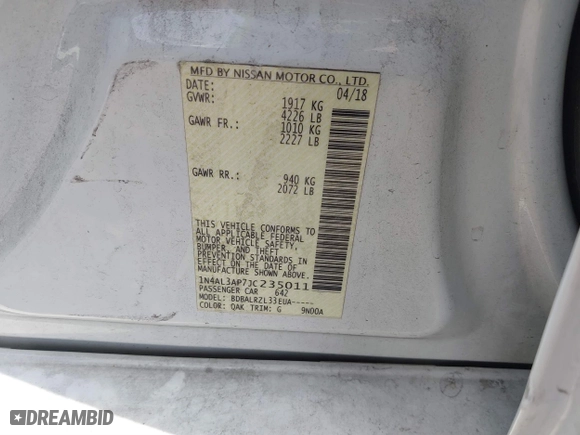 MFD BY NISSAN MOTOR CO., LTD.
DATE: 04/18
GVWR: 1917 KG
4226 LB
GAWR FR.: 1010 KG
2227 LB
GAWR RR.: 940 KG
2072 LB
THIS VEHICLE CONFORMS TO
ALL APPLICABLE FEDERAL
MOTOR VEHICLE SAFETY,
BUMPER, AND THEFT
PREVENTION STANDARDS IN
EFFECT ON THE DATE OF
MANUFACTURE SHOWN ABOVE.
1N4AL3AP7JC235011
PASSENGER CAR 642
MODEL: BDBALRZL33EUA-----
COLOR: QAK TRIM: G 9N00A
DREAMBID